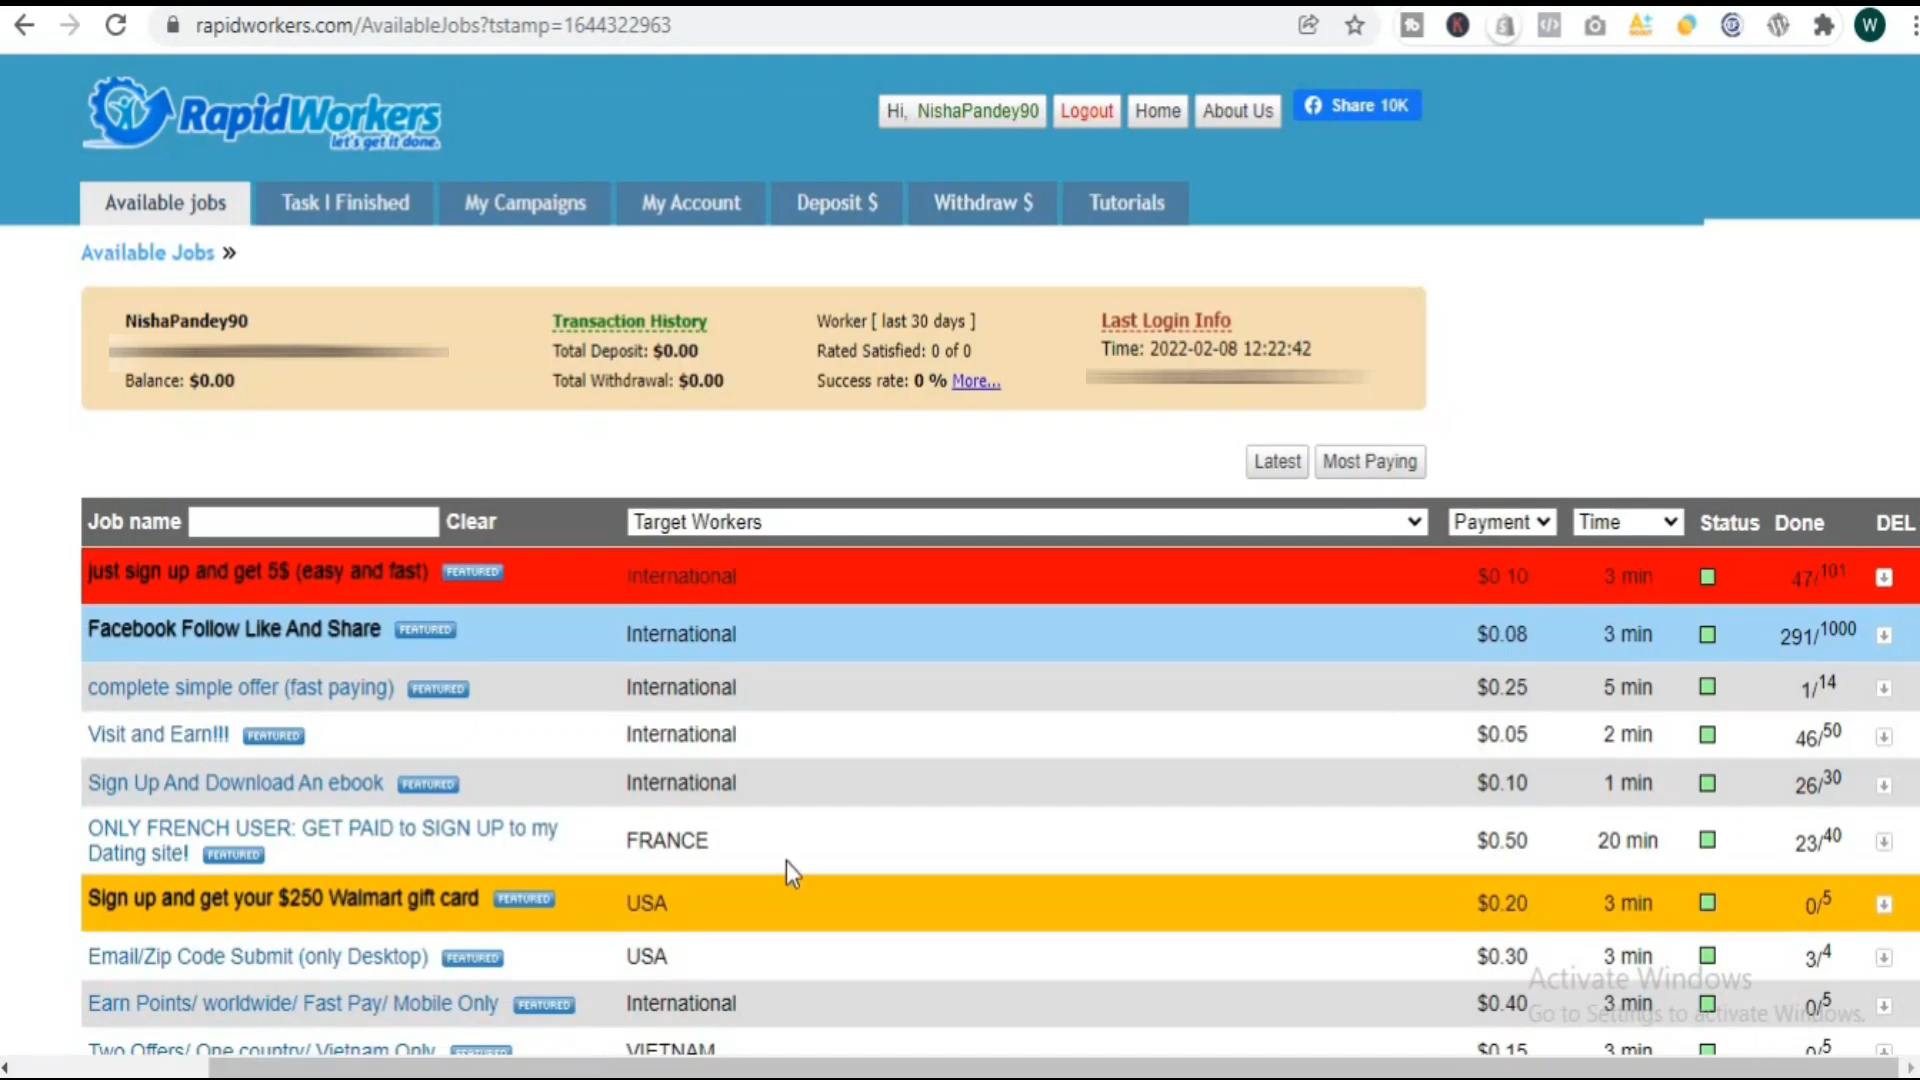 rapidworkers.com/AvailableJobs?tstamp=1644322963
W
RapidWorkers
let's get it done.
Hi, NishaPandey90 Logout Home About Us Share 10K
Available jobs Task I Finished My Campaigns My Account Deposit $ Withdraw $ Tutorials
Available Jobs »
NishaPandey90 Transaction History Worker [ last 30 days ] Last Login Info
Total Deposit: $0.00 Rated Satisfied: 0 of 0 Time: 2022-02-08 12:22:42
Balance: $0.00 Total Withdrawal: $0.00 Success rate: 0 % More...
Latest Most Paying
Job name Clear Target Workers Payment Time Status Done DEL
just sign up and get 5$ (easy and fast) FEATURED International $0.10 3 min 47/101
Facebook Follow Like And Share FEATURED International $0.08 3 min 291/1000
complete simple offer (fast paying) FEATURED International $0.25 5 min 1/14
Visit and Earn!!! FEATURED International $0.05 2 min 46/50
Sign Up And Download An ebook FEATURED International $0.10 1 min 26/30
ONLY FRENCH USER: GET PAID to SIGN UP to my
Dating site! FEATURED FRANCE $0.50 20 min 23/40
Sign up and get your $250 Walmart gift card FEATURED USA $0.20 3 min 0/5
Email/Zip Code Submit (only Desktop) FEATURED USA $0.30 3 min 3/4
Activate Windows
Earn Points/ worldwide/ Fast Pay/ Mobile Only FEATURED International $0.40 3 min 0/5
Go to Settings to activate Windows.
Two Offers/ One country/ Vietnam Only FEATURED VIETNAM $0.15 3 min 0/5